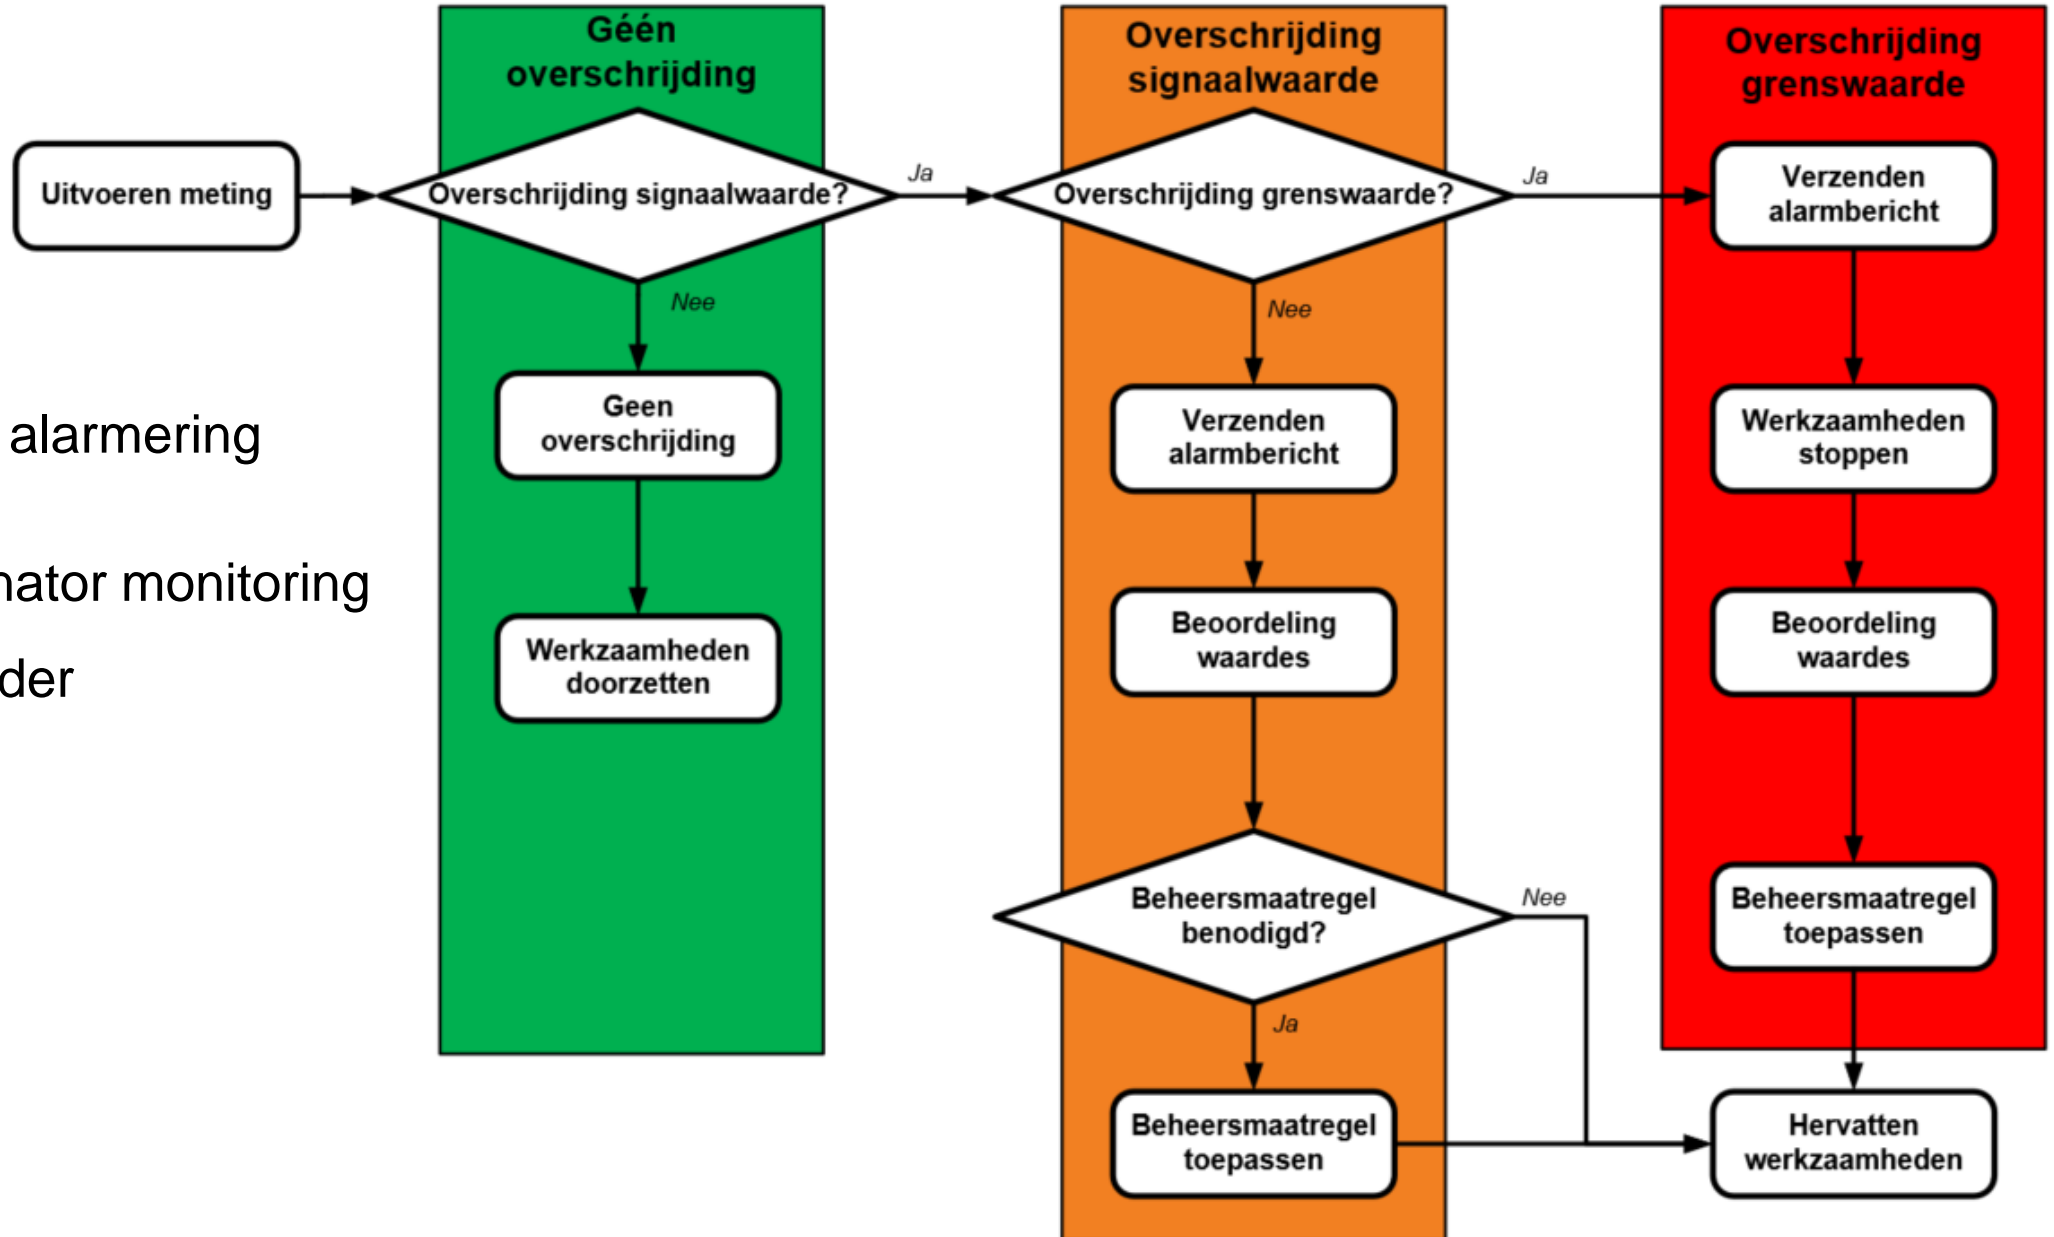 Géén
overschrijding
Overschrijding
signaalwaarde
Overschrijding
grenswaarde
Uitvoeren meting
Overschrijding signaalwaarde?
Ja
Overschrijding grenswaarde?
Ja
Verzenden
alarmbericht
Nee
Nee
Geen
overschrijding
Verzenden
alarmbericht
Werkzaamheden
stoppen
alarmering
nator monitoring
der
Werkzaamheden
doorzetten
Beoordeling
waardes
Beoordeling
waardes
Beheersmaatregel
benodigd?
Nee
Beheersmaatregel
toepassen
Ja
Beheersmaatregel
toepassen
Hervatten
werkzaamheden